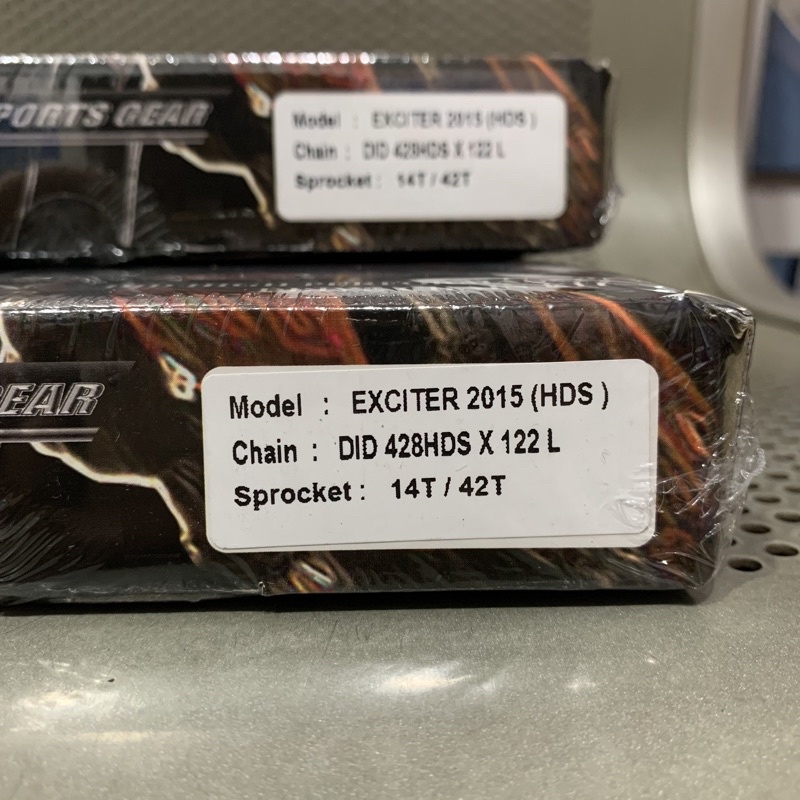 SPORTS GEAR
Model : EXCITER 2015 (HDS )
Chain : DID 428HDS X 122 L
Sprocket : 14T / 42T
GEAR
Model : EXCITER 2015 (HDS )
Chain : DID 428HDS X 122 L
Sprocket : 14T / 42T